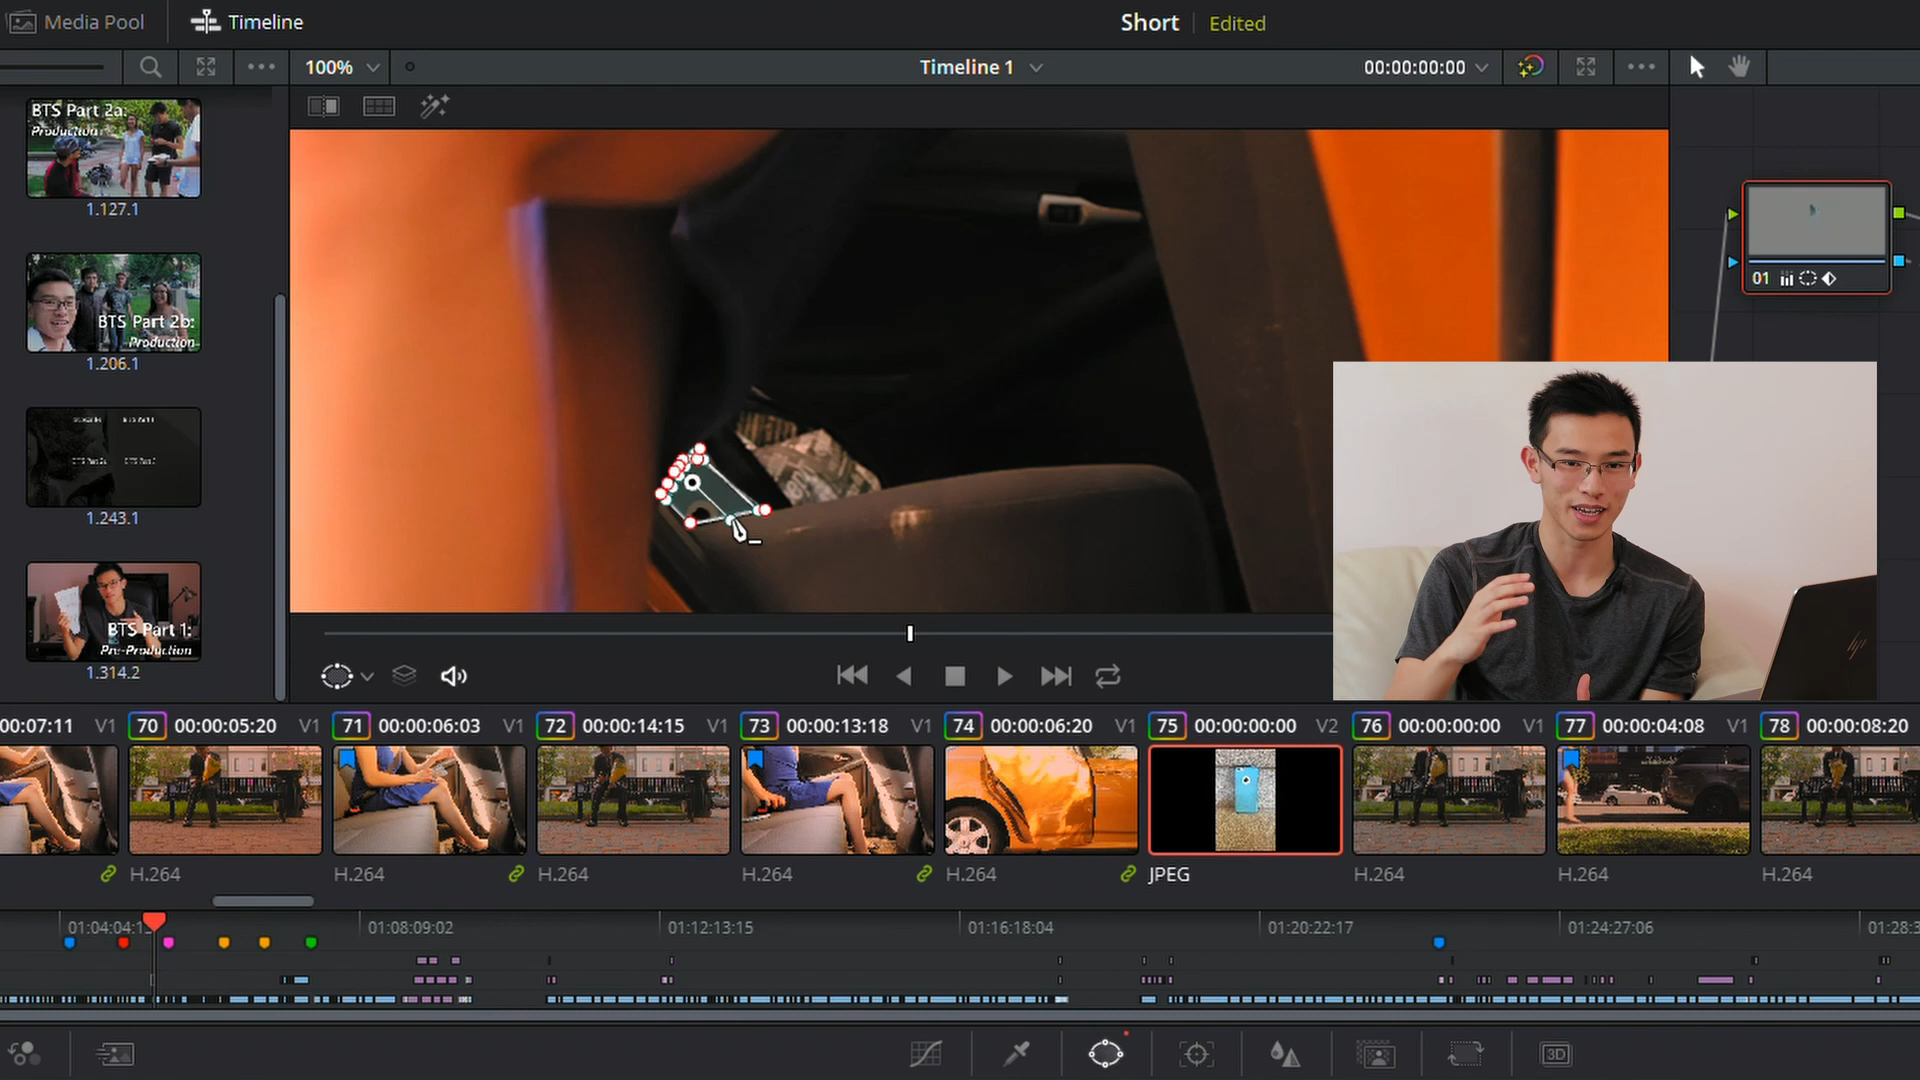 Media Pool
Timeline
Short
Edited
100%
Timeline 1
00:00:00:00
BTS Part 2a:
Production
1.127.1
BTS Part 2b:
Production
1.206.1
1.243.1
BTS Part 1:
Pre-Production
1.314.2
01
hp
00:07:11 V1
70 00:00:05:20 V1
71 00:00:06:03 V1
72 00:00:14:15 V1
73 00:00:13:18 V1
74 00:00:06:20 V1
75 00:00:00:00 V2
76 00:00:00:00 V1
77 00:00:04:08 V1
78 00:00:08:20
H.264
H.264
H.264
H.264
H.264
JPEG
H.264
H.264
H.264
01:04:04:1
01:08:09:02
01:12:13:15
01:16:18:04
01:20:22:17
01:24:27:06
01:28:3
3D